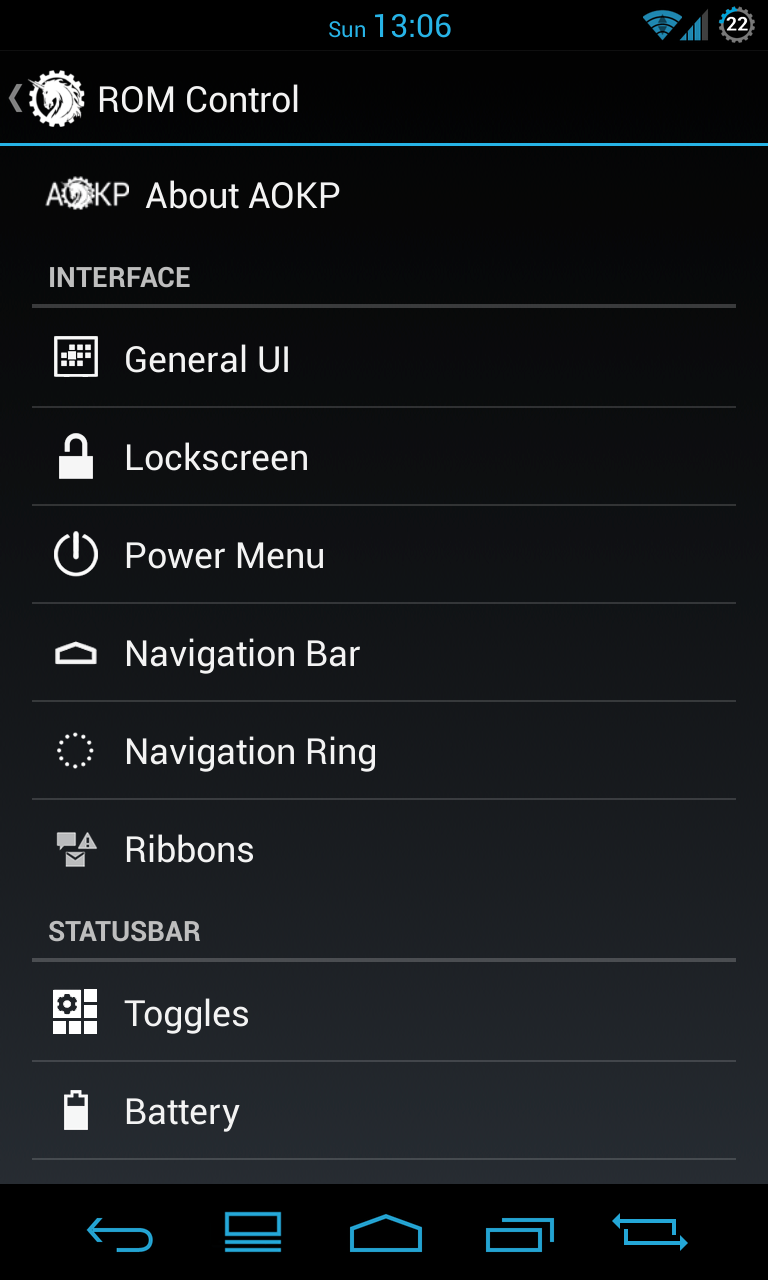 Sun 13:06
22
ROM Control
AOKP About AOKP
INTERFACE
General UI
Lockscreen
Power Menu
Navigation Bar
Navigation Ring
Ribbons
STATUSBAR
Toggles
Battery